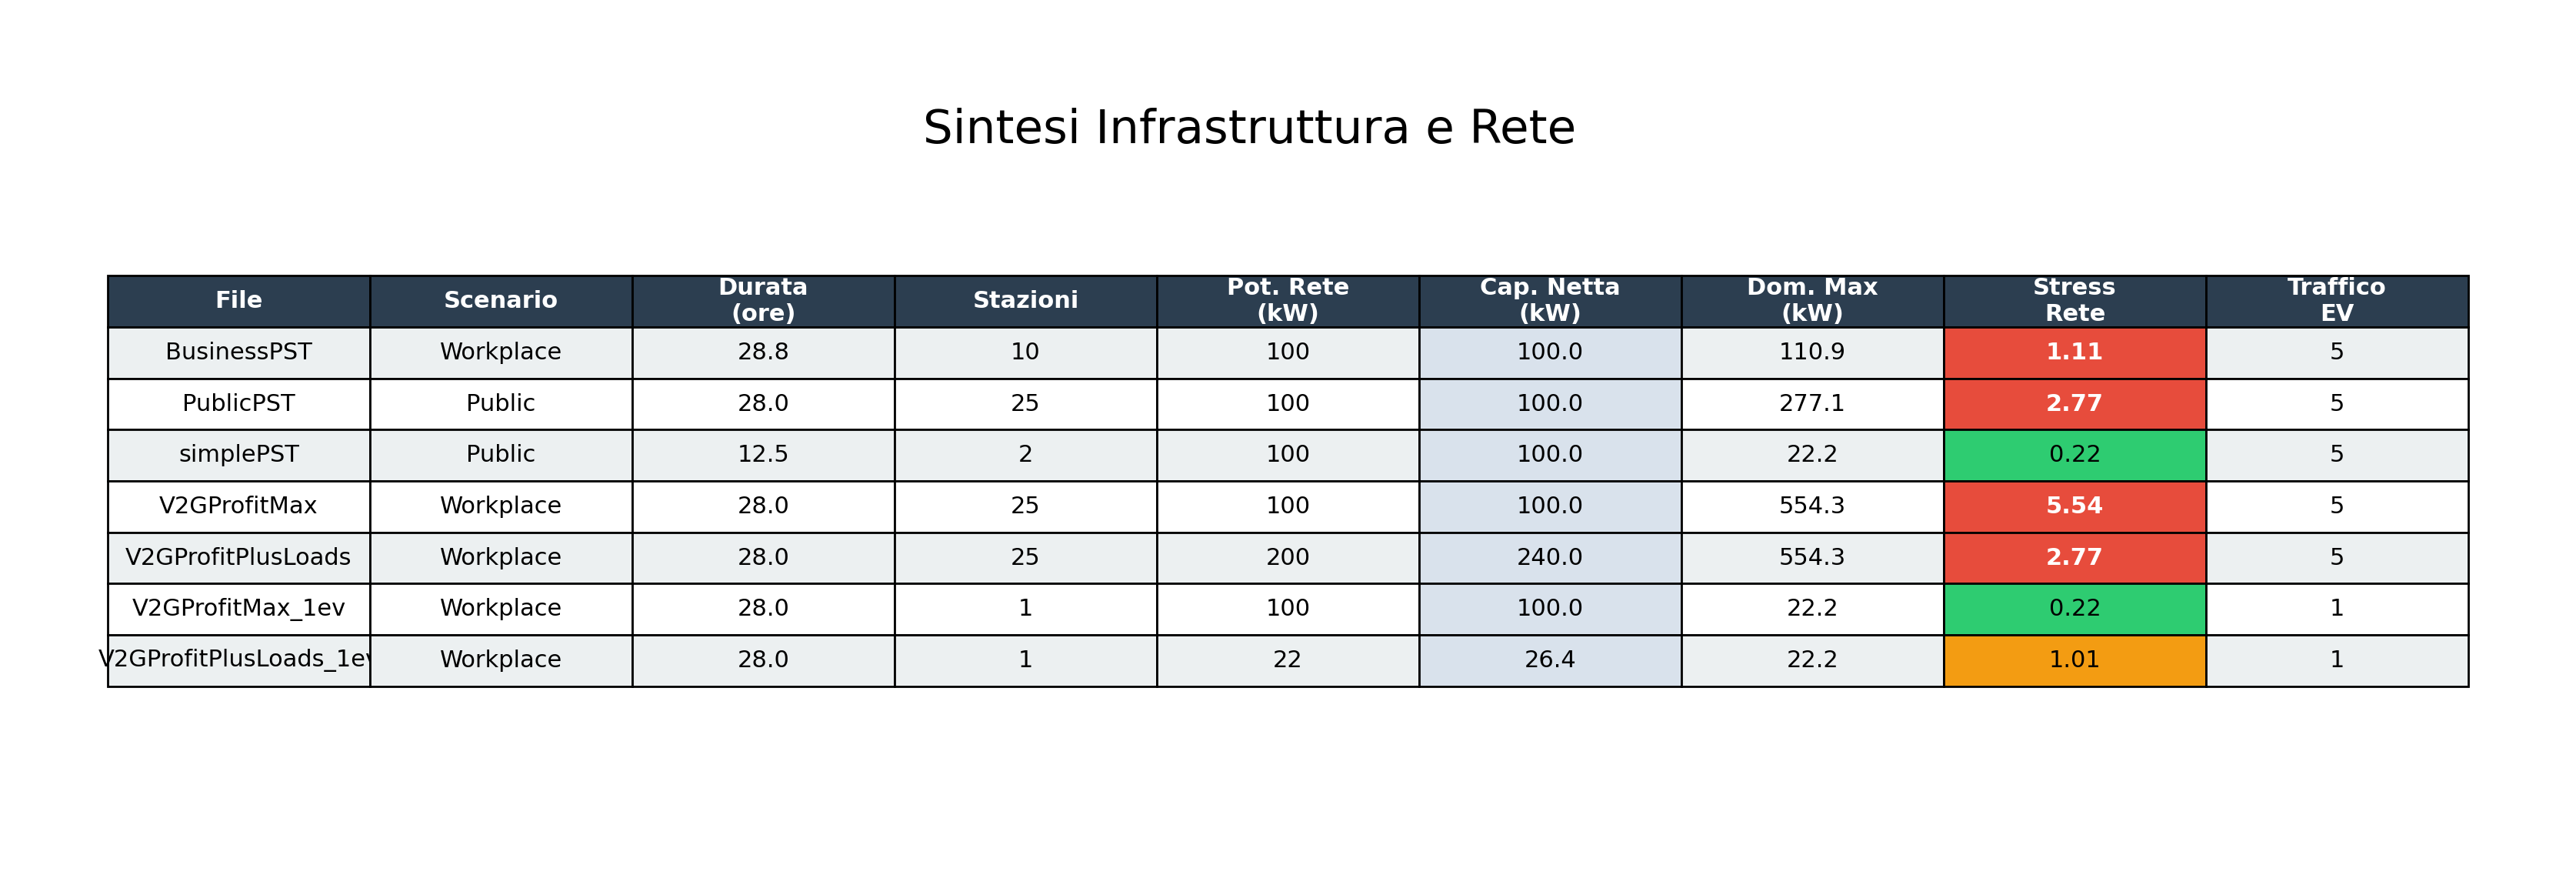 Sintesi Infrastruttura e Rete
File Scenario Durata (ore) Stazioni Pot. Rete (kW) Cap. Netta (kW) Dom. Max (kW) Stress Rete Traffico EV
BusinessPST Workplace 28.8 10 100 100.0 110.9 1.11 5
PublicPST Public 28.0 25 100 100.0 277.1 2.77 5
simplePST Public 12.5 2 100 100.0 22.2 0.22 5
V2GProfitMax Workplace 28.0 25 100 100.0 554.3 5.54 5
V2GProfitPlusLoads Workplace 28.0 25 200 240.0 554.3 2.77 5
V2GProfitMax_1ev Workplace 28.0 1 100 100.0 22.2 0.22 1
V2GProfitPlusLoads_1ev Workplace 28.0 1 22 26.4 22.2 1.01 1